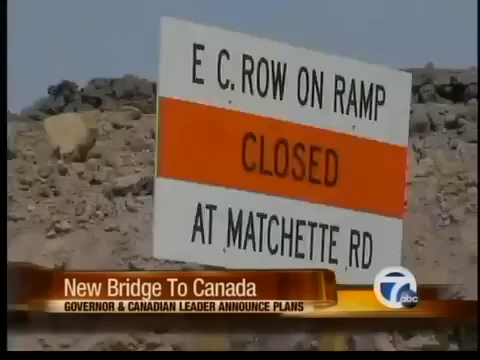 E C. ROW ON RAMP
CLOSED
AT MATCHETTE RD
New Bridge To Canada
GOVERNOR & CANADIAN LEADER ANNOUNCE PLANS
7
abc